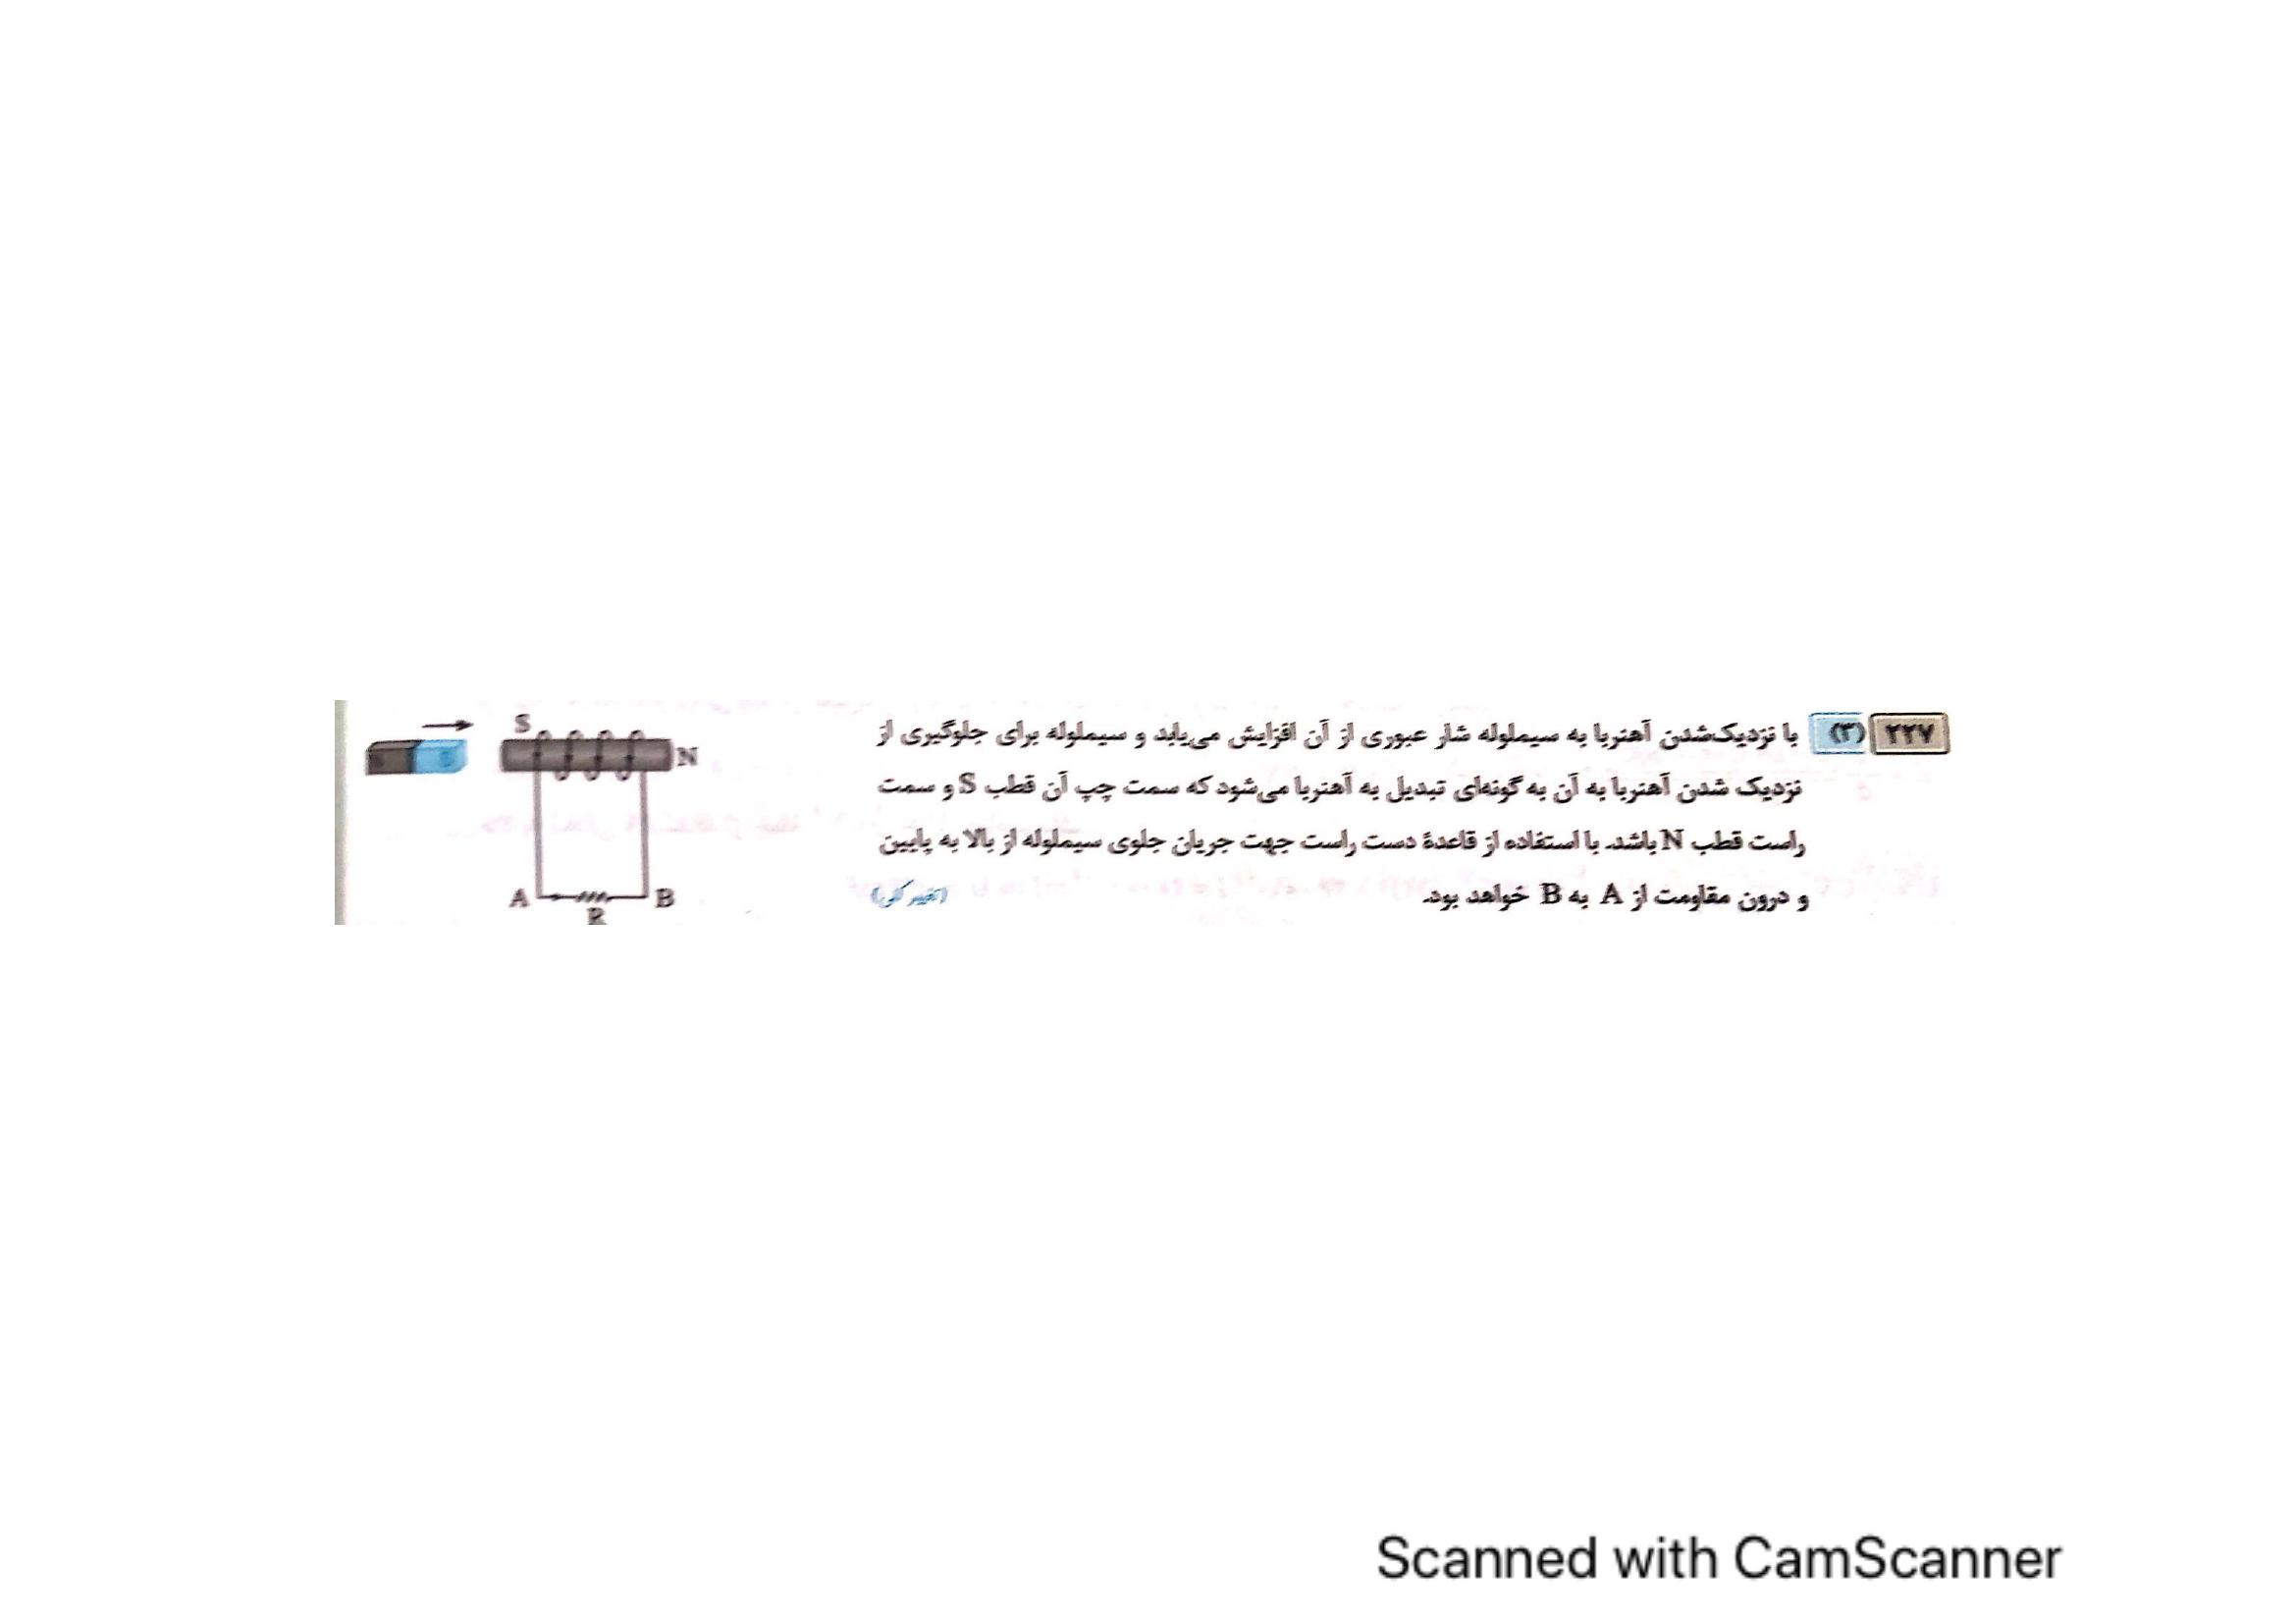 ۲۲۷ (۳) با نزدیک‌شدن آهنربا به سیملوله شار عبوری از آن افزایش می‌یابد و سیملوله برای جلوگیری از
نزدیک شدن آهنربا به آن به گونه‌ای تبدیل به آهنربا می‌شود که سمت چپ آن قطب S و سمت
راست قطب N باشد. با استفاده از قاعدهٔ دست راست جهت جریان جلوی سیملوله از بالا به پایین
و درون مقاومت از A به B خواهد بود.
S
N
A
B
R
Scanned with CamScanner